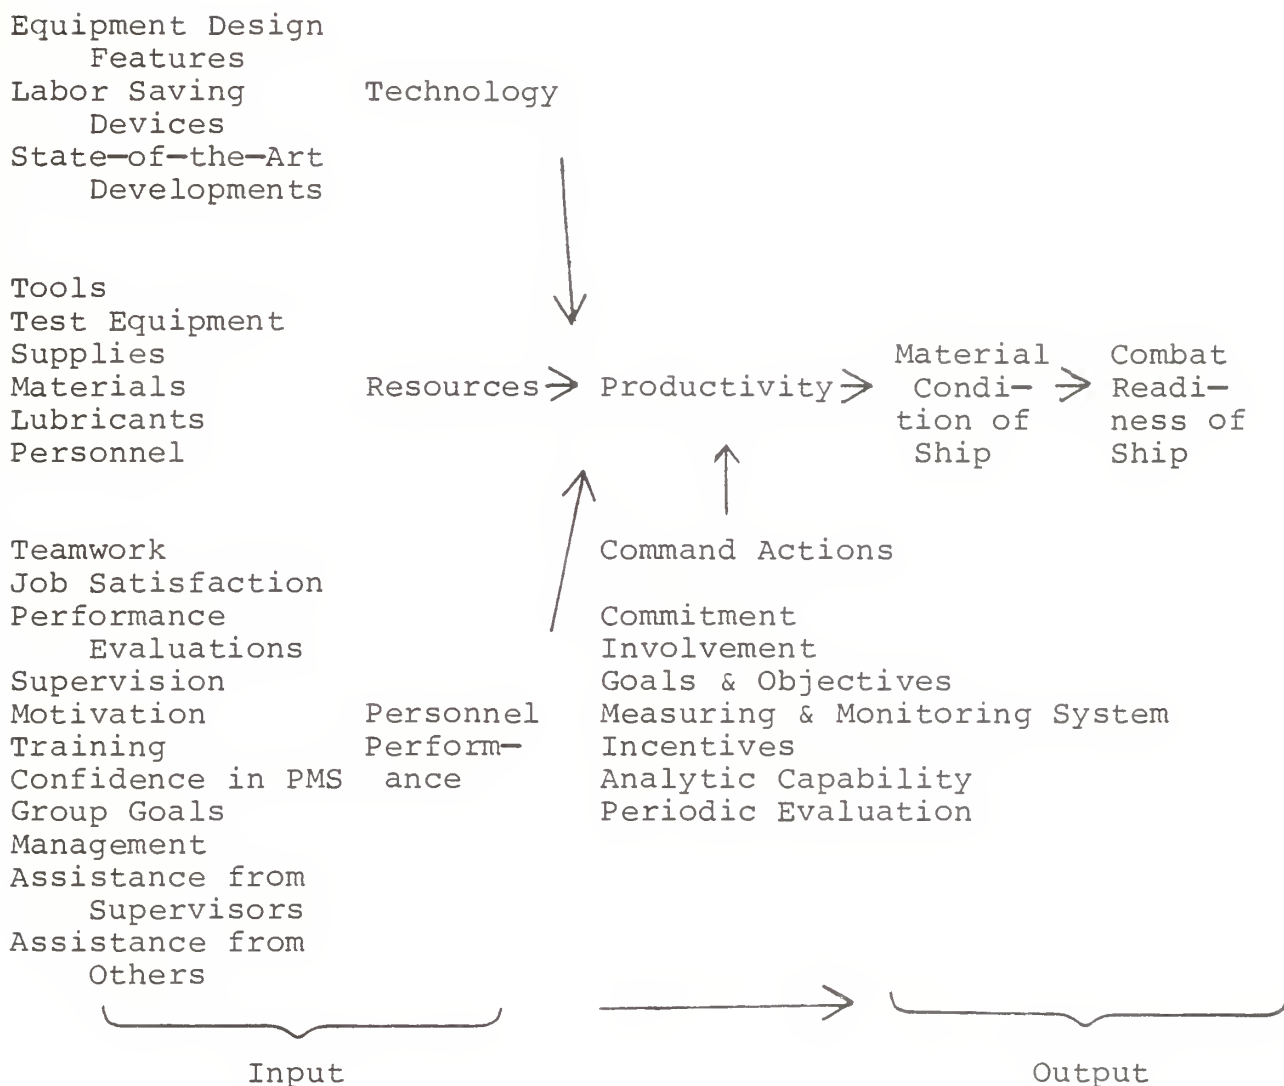 Equipment Design
Features
Labor Saving
Devices
State-of-the-Art
Developments
Technology
Tools
Test Equipment
Supplies
Materials
Lubricants
Personnel
Resources
Productivity
Material
Condi-
tion of
Ship
Combat
Readi-
ness of
Ship
Teamwork
Job Satisfaction
Performance
Evaluations
Supervision
Motivation
Training
Confidence in PMS
Group Goals
Management
Assistance from
Supervisors
Assistance from
Others
Personnel
Perform-
ance
Command Actions
Commitment
Involvement
Goals & Objectives
Measuring & Monitoring System
Incentives
Analytic Capability
Periodic Evaluation
Input
Output